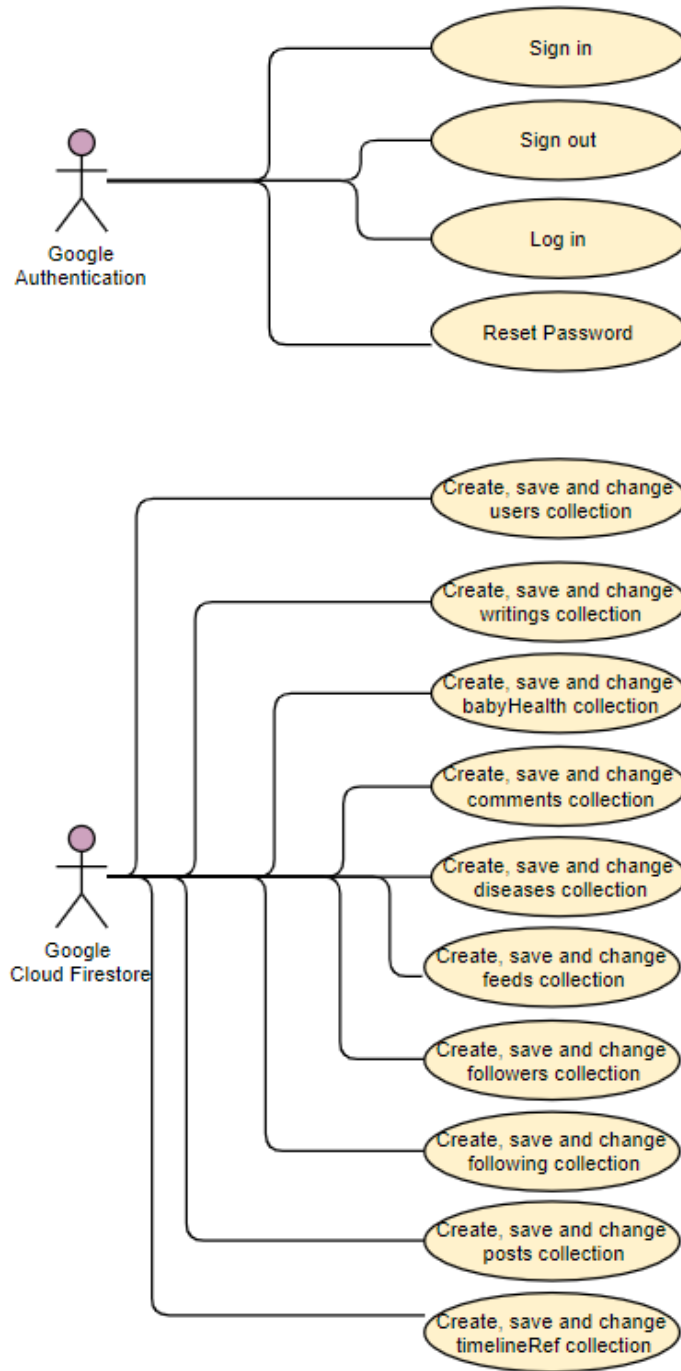 Sign in
Sign out
Log in
Reset Password
Google
Authentication
Create, save and change
users collection
Create, save and change
writings collection
Create, save and change
babyHealth collection
Create, save and change
comments collection
Create, save and change
diseases collection
Google
Cloud Firestore
Create, save and change
feeds collection
Create, save and change
followers collection
Create, save and change
following collection
Create, save and change
posts collection
Create, save and change
timelineRef collection